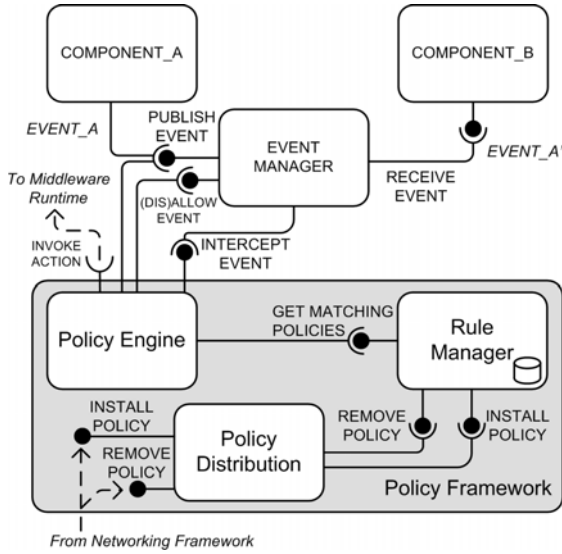 COMPONENT_A
COMPONENT_B
EVENT_A
PUBLISH
EVENT
EVENT
MANAGER
EVENT_A'
To Middleware
Runtime
(DIS)ALLOW
EVENT
RECEIVE
EVENT
INVOKE
ACTION
INTERCEPT
EVENT
Policy Engine
GET MATCHING
POLICIES
Rule
Manager
INSTALL
POLICY
REMOVE
POLICY
Policy
Distribution
REMOVE
POLICY
INSTALL
POLICY
Policy Framework
From Networking Framework